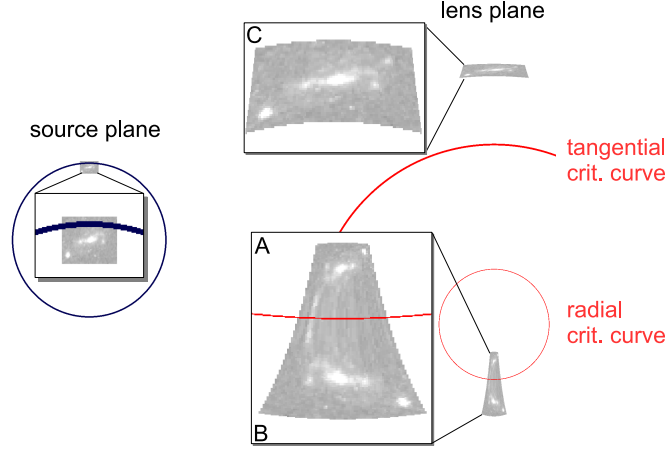 lens plane
C
source plane
tangential
crit. curve
A
radial
crit. curve
B